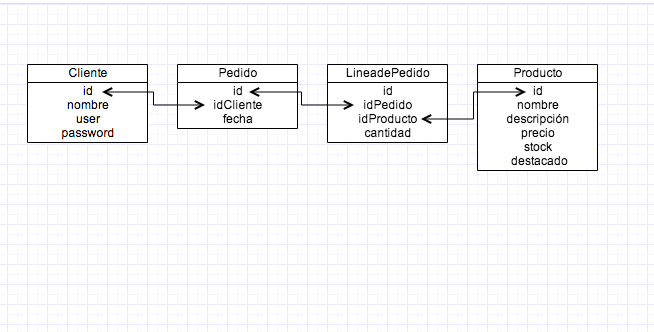 Cliente
id
nombre
user
password
Pedido
id
idCliente
fecha
LineadePedido
id
idPedido
idProducto
cantidad
Producto
id
nombre
descripción
precio
stock
destacado